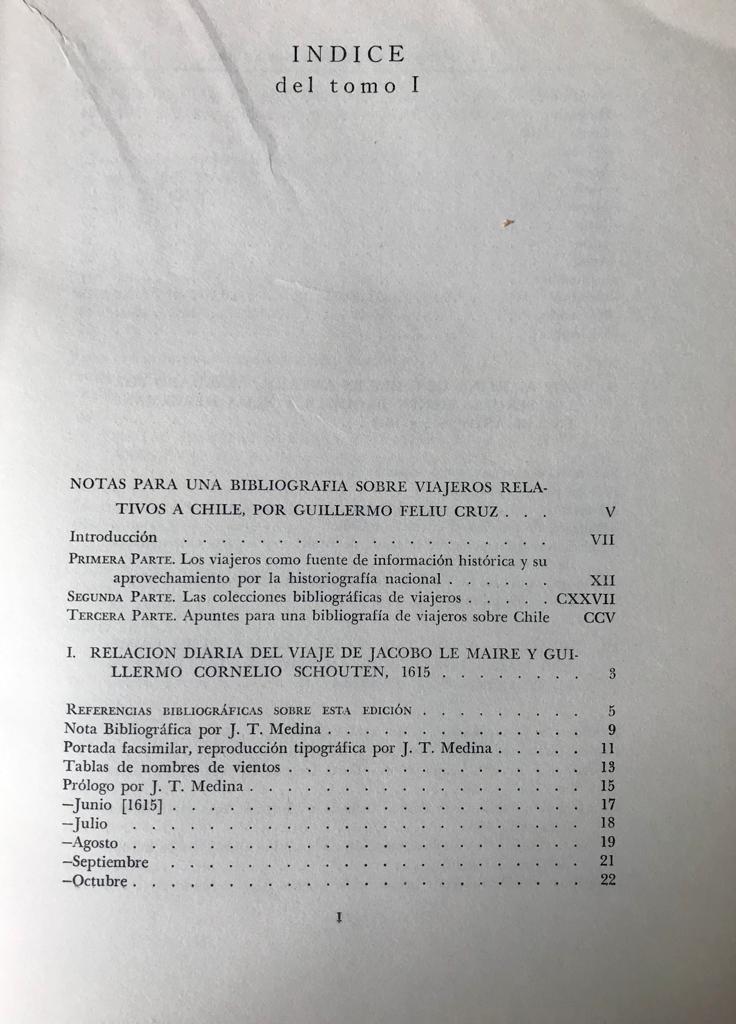 INDICE
del tomo I
NOTAS PARA UNA BIBLIOGRAFIA SOBRE VIAJEROS RELA-
TIVOS A CHILE, POR GUILLERMO FELIU CRUZ . . . V
Introducción . . . . . . . . . . . . . . VII
PRIMERA PARTE. Los viajeros como fuente de información histórica y su
aprovechamiento por la historiografía nacional . . . . . . XII
SEGUNDA PARTE. Las colecciones bibliográficas de viajeros . . . . . CXXVII
TERCERA PARTE. Apuntes para una bibliografía de viajeros sobre Chile CCV
I. RELACION DIARIA DEL VIAJE DE JACOBO LE MAIRE Y GUI-
LLERMO CORNELIO SCHOUTEN, 1615 . . . . . . . . 3
REFERENCIAS BIBLIOGRÁFICAS SOBRE ESTA EDICIÓN . . . . . . . . . 5
Nota Bibliográfica por J. T. Medina . . . . . . . . . . . . . . 9
Portada facsimilar, reproducción tipográfica por J. T. Medina . . . . . 11
Tablas de nombres de vientos . . . . . . . . . . . . . . . . 13
Prólogo por J. T. Medina . . . . . . . . . . . . . . . . . . 15
—Junio [1615] . . . . . . . . . . . . . . . . . . . . . . 17
—Julio . . . . . . . . . . . . . . . . . . . . . . . . 18
—Agosto . . . . . . . . . . . . . . . . . . . . . . . . 19
—Septiembre . . . . . . . . . . . . . . . . . . . . . . 21
—Octubre . . . . . . . . . . . . . . . . . . . . . . . . 22
I